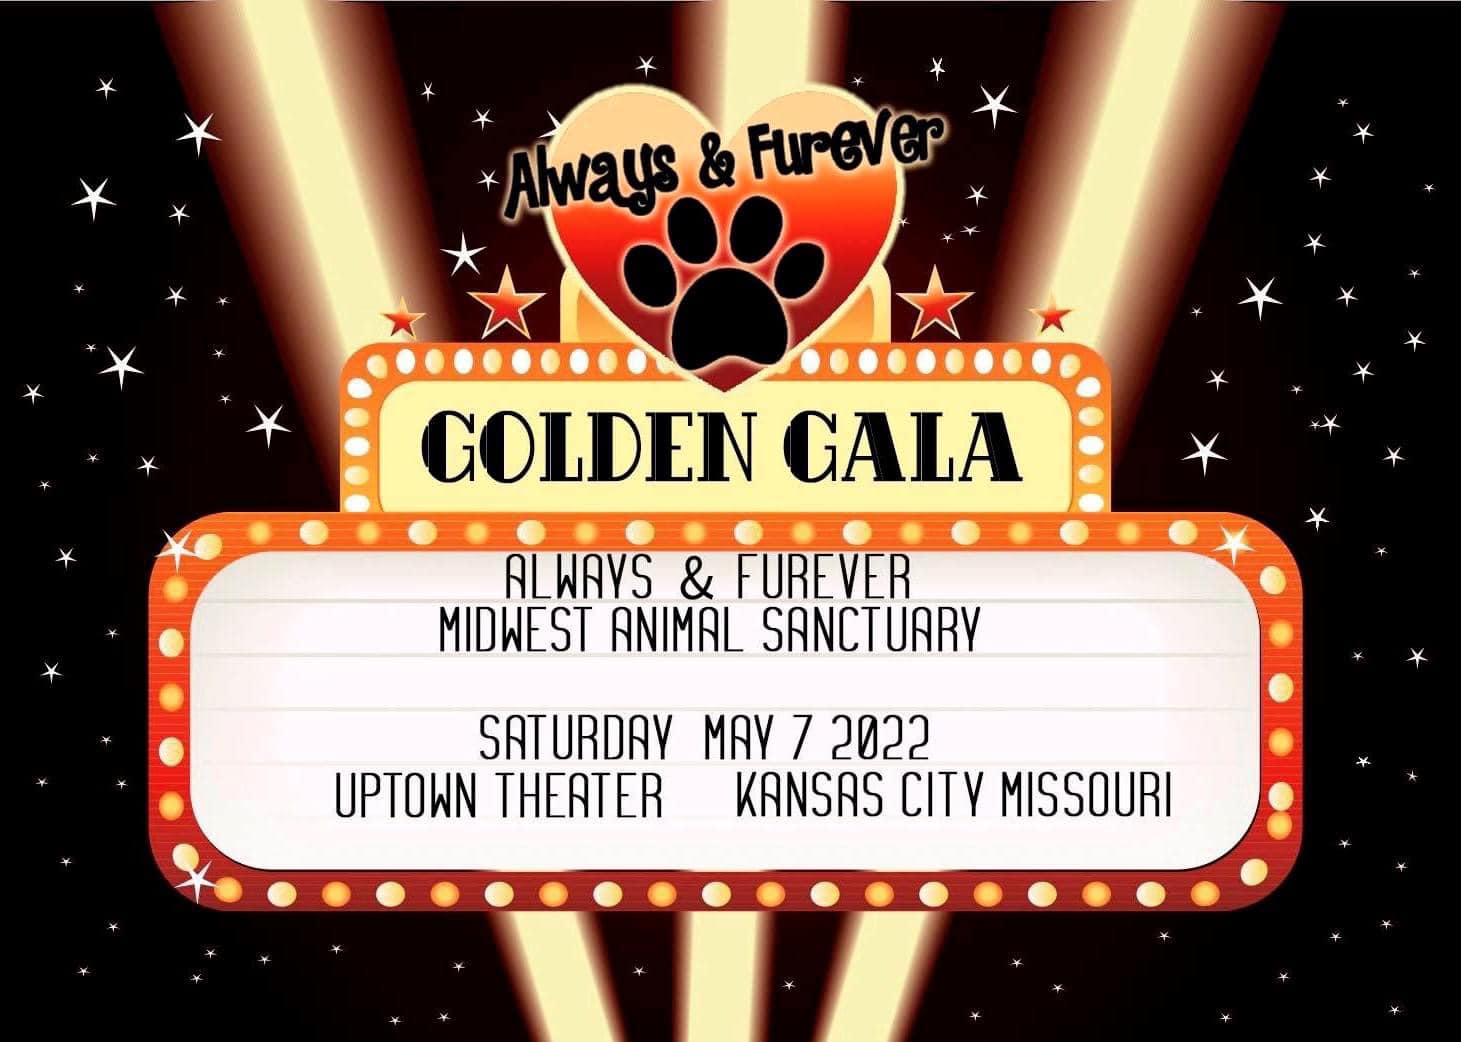 Always & Furever
GOLDEN GALA
ALWAYS & FUREVER
MIDWEST ANIMAL SANCTUARY
SATURDAY MAY 7 2022
UPTOWN THEATER KANSAS CITY MISSOURI